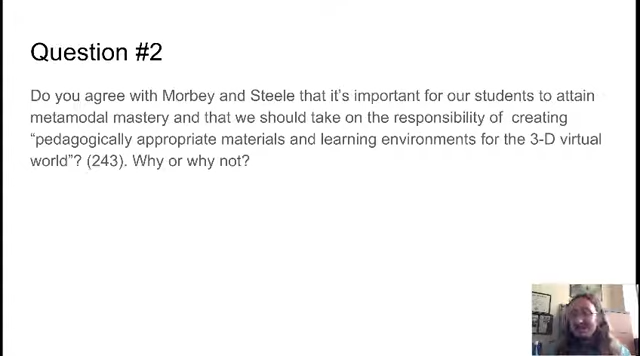 Question #2
Do you agree with Morbey and Steele that it's important for our students to attain
metamodal mastery and that we should take on the responsibility of creating
“pedagogically appropriate materials and learning environments for the 3-D virtual
world”? (243). Why or why not?